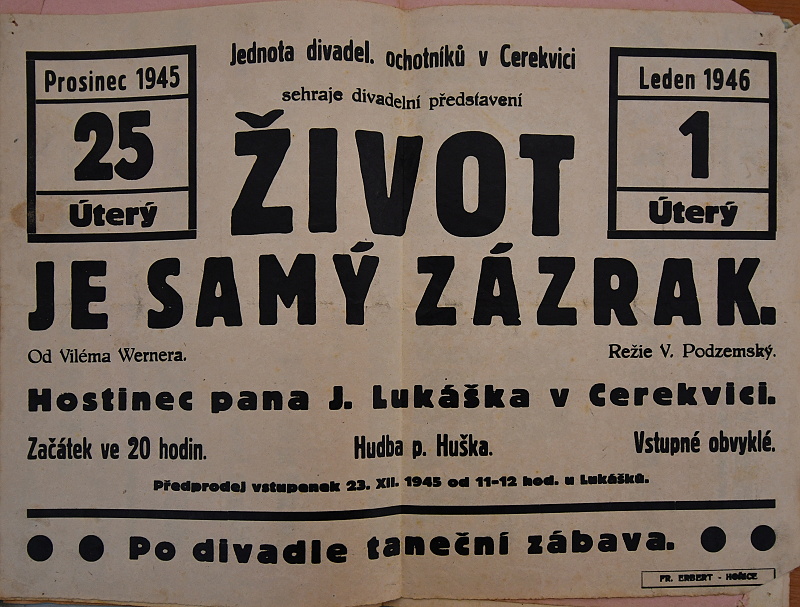 Jednota divadel. ochotníků v Cerekvici
Prosinec 1945
25
Úterý
sehraje divadelní představení
Leden 1946
1
Úterý
ŽIVOT
JE SAMÝ ZÁZRAK.
Od Viléma Wernera.
Režie V. Podzemský.
Hostinec pana J. Lukáška v Cerekvici.
Začátek ve 20 hodin.
Hudba p. Huška.
Vstupné obvyklé.
Předprodej vstupenek 23. XII. 1945 od 11-12 hod. u Lukášků.
Po divadle taneční zábava.
FR. ERBERT - HOŘICE